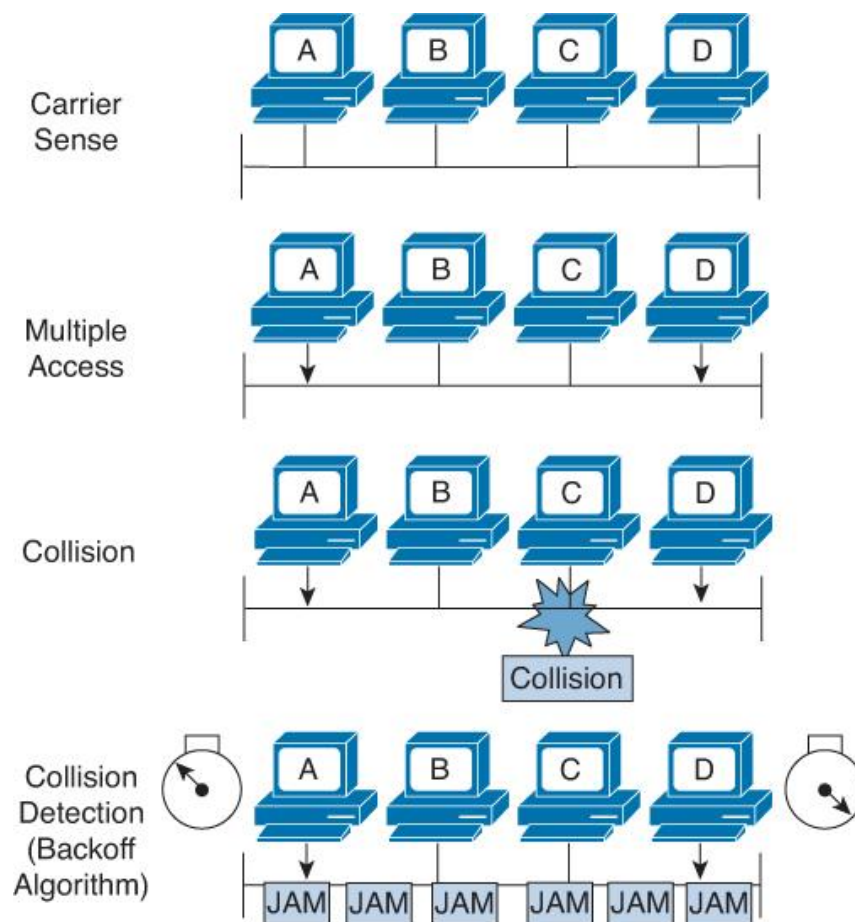 A B C D
Carrier
Sense
A B C D
Multiple
Access
A B C D
Collision
Collision
A B C D
Collision
Detection
(Backoff
Algorithm)
JAM JAM JAM JAM JAM JAM